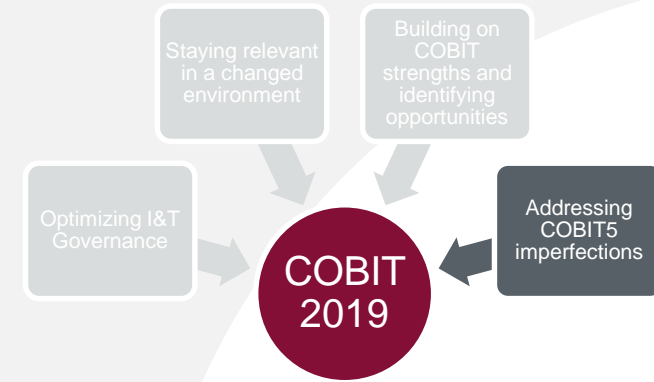 Staying relevant
in a changed
environment
Building on
COBIT
strengths and
identifying
opportunities
Optimizing I&T
Governance
Addressing
COBIT5
imperfections
COBIT
2019